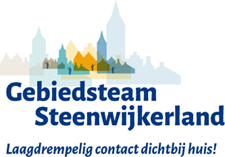 Gebiedsteam
Steenwijkerland
Laagdrempelig contact dichtbij huis!